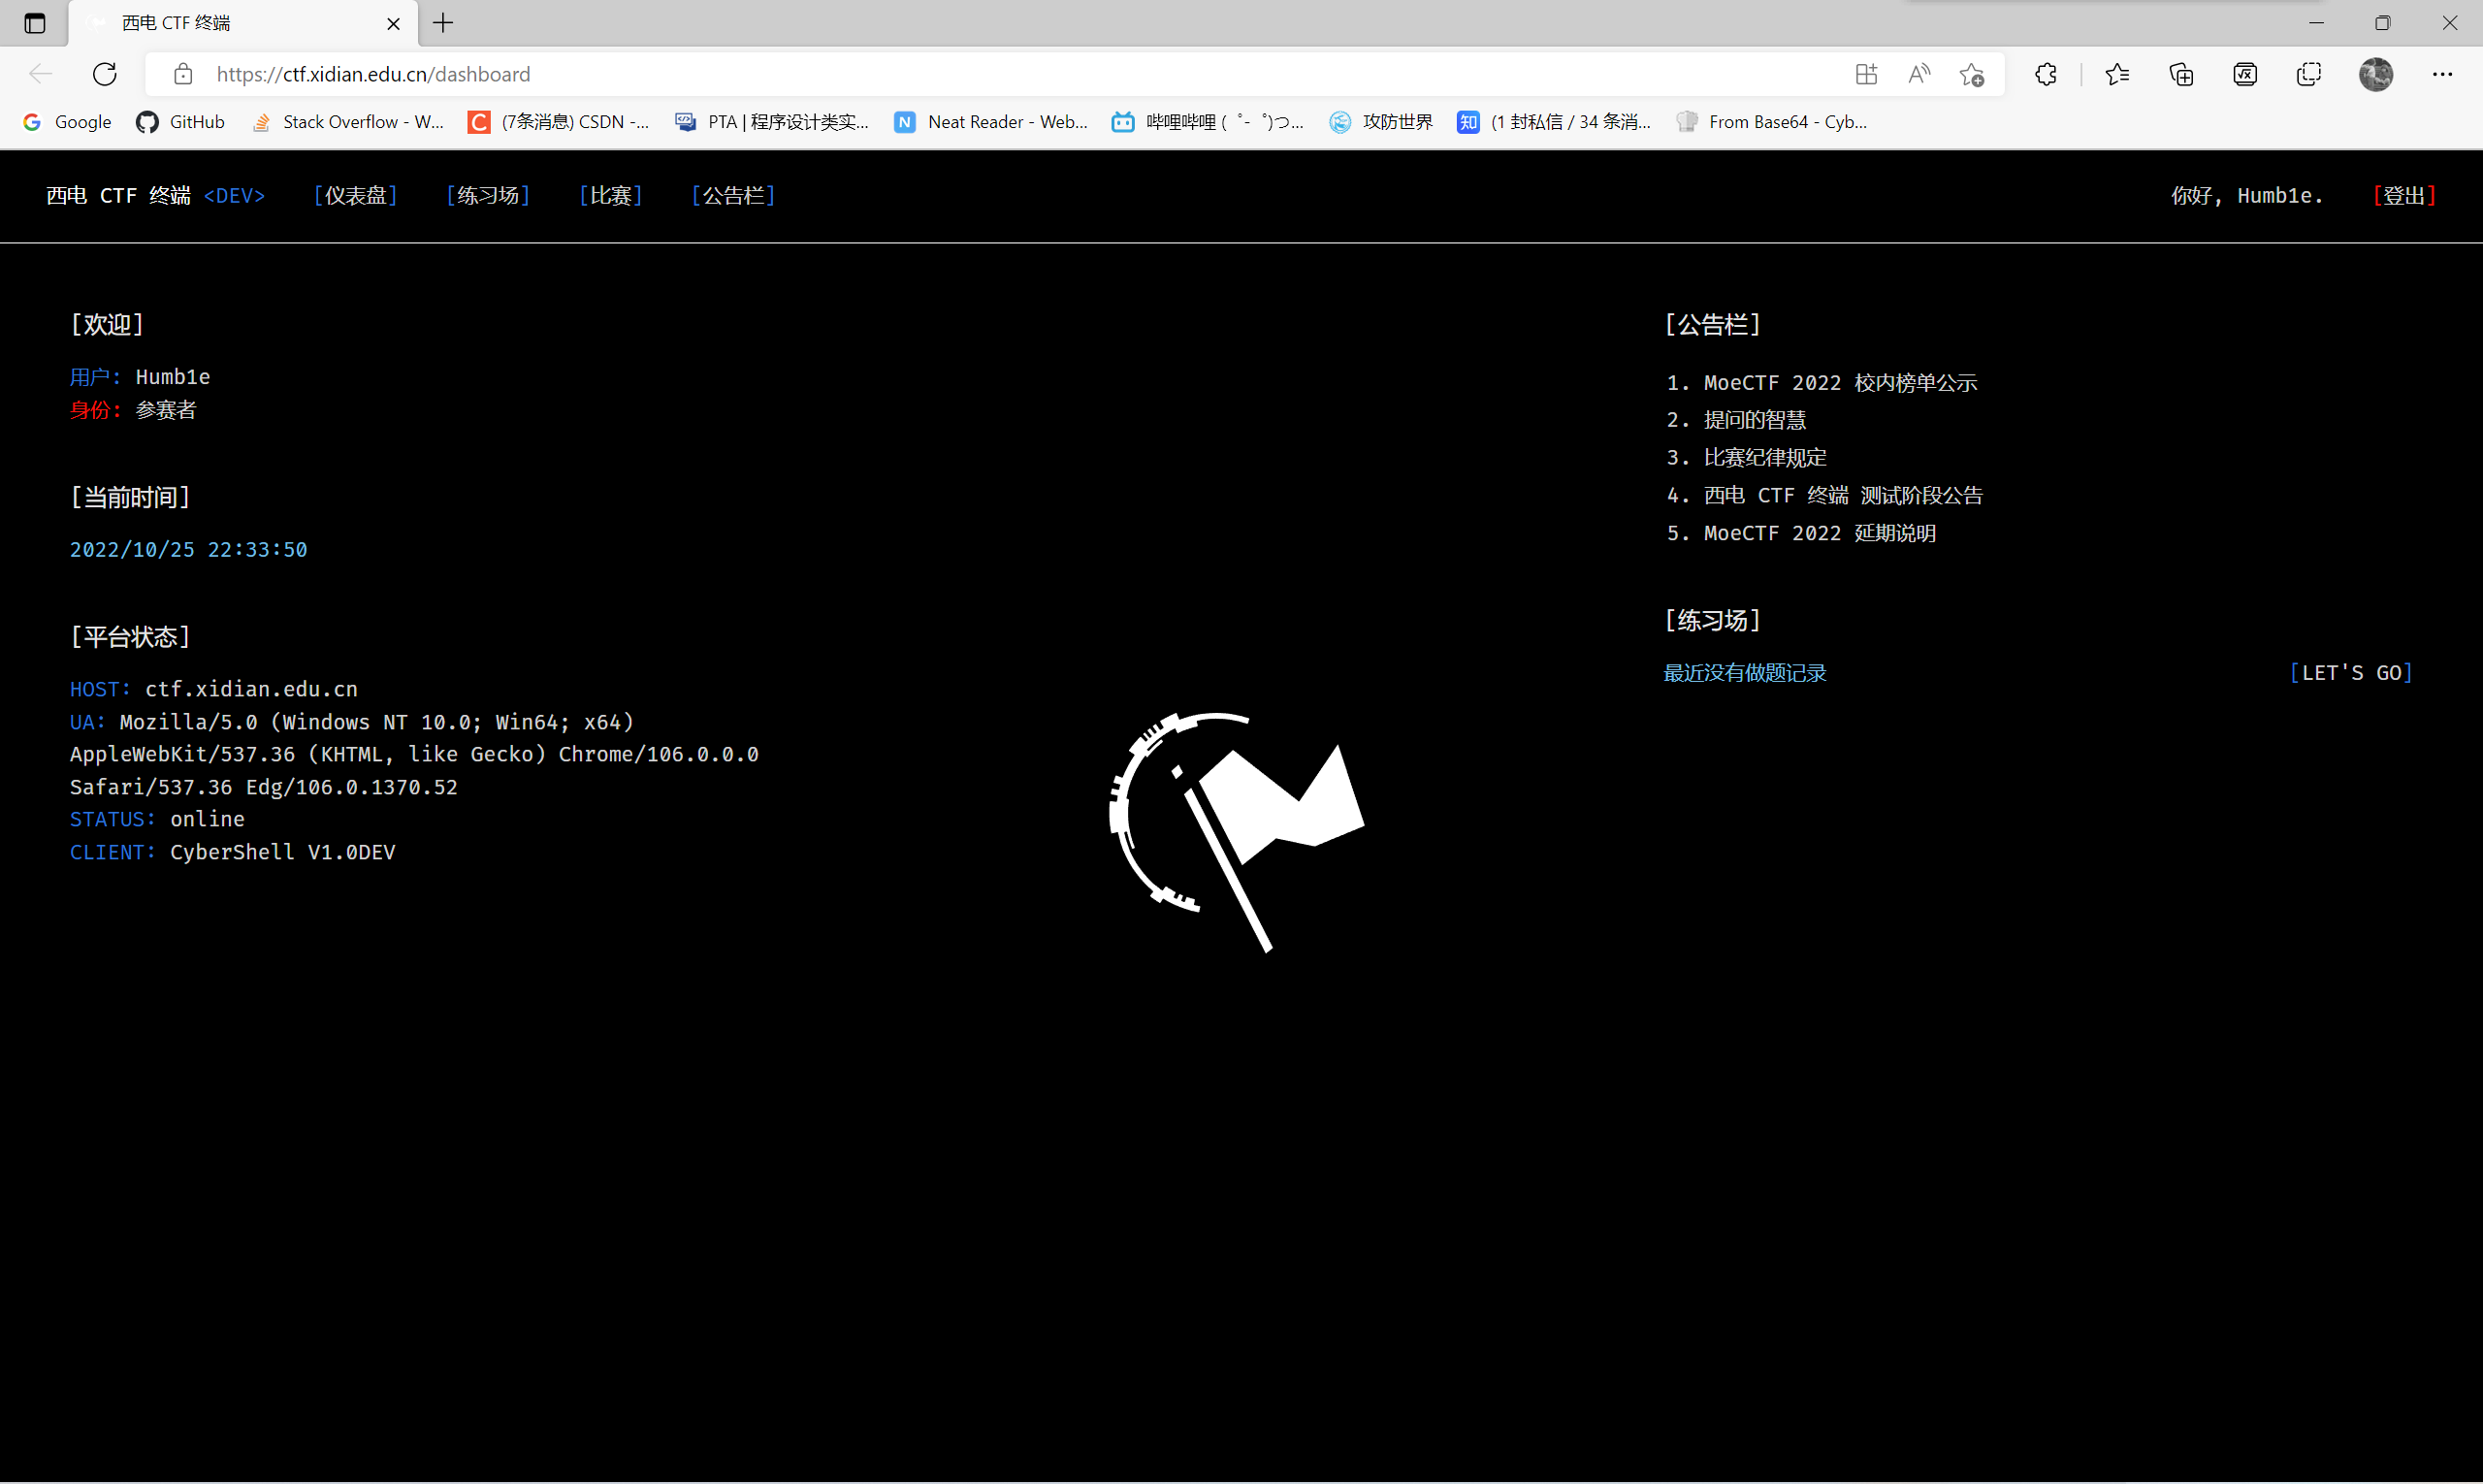 西电 CTF 终端
https://ctf.xidian.edu.cn/dashboard
Google GitHub Stack Overflow - W... (7条消息) CSDN -... PTA | 程序设计类实... Neat Reader - Web... 哔哩哔哩 ( ゜- ゜)つ... 攻防世界 (1 封私信 / 34 条消... From Base64 - Cyb...
西电 CTF 终端 <DEV> [仪表盘] [练习场] [比赛] [公告栏] 你好, Humb1e. [登出]
[欢迎]
用户: Humb1e
身份: 参赛者
[当前时间]
2022/10/25 22:33:50
[平台状态]
HOST: ctf.xidian.edu.cn
UA: Mozilla/5.0 (Windows NT 10.0; Win64; x64)
AppleWebKit/537.36 (KHTML, like Gecko) Chrome/106.0.0.0
Safari/537.36 Edg/106.0.1370.52
STATUS: online
CLIENT: CyberShell V1.0DEV
[公告栏]
1. MoeCTF 2022 校内榜单公示
2. 提问的智慧
3. 比赛纪律规定
4. 西电 CTF 终端 测试阶段公告
5. MoeCTF 2022 延期说明
[练习场]
最近没有做题记录 [LET'S GO]